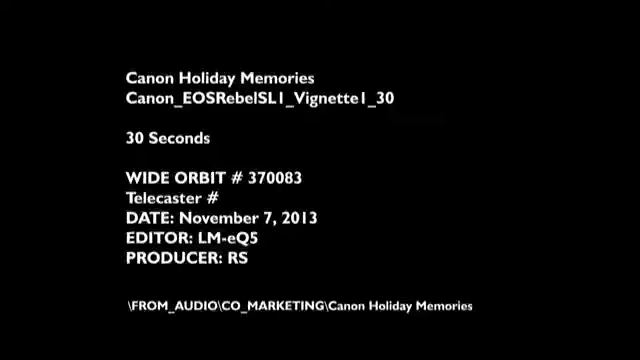 Canon Holiday Memories
Canon_EOSRebelSL1_Vignette1_30
30 Seconds
WIDE ORBIT # 370083
Telecaster #
DATE: November 7, 2013
EDITOR: LM-eQ5
PRODUCER: RS
\FROM_AUDIO\CO_MARKETING\Canon Holiday Memories